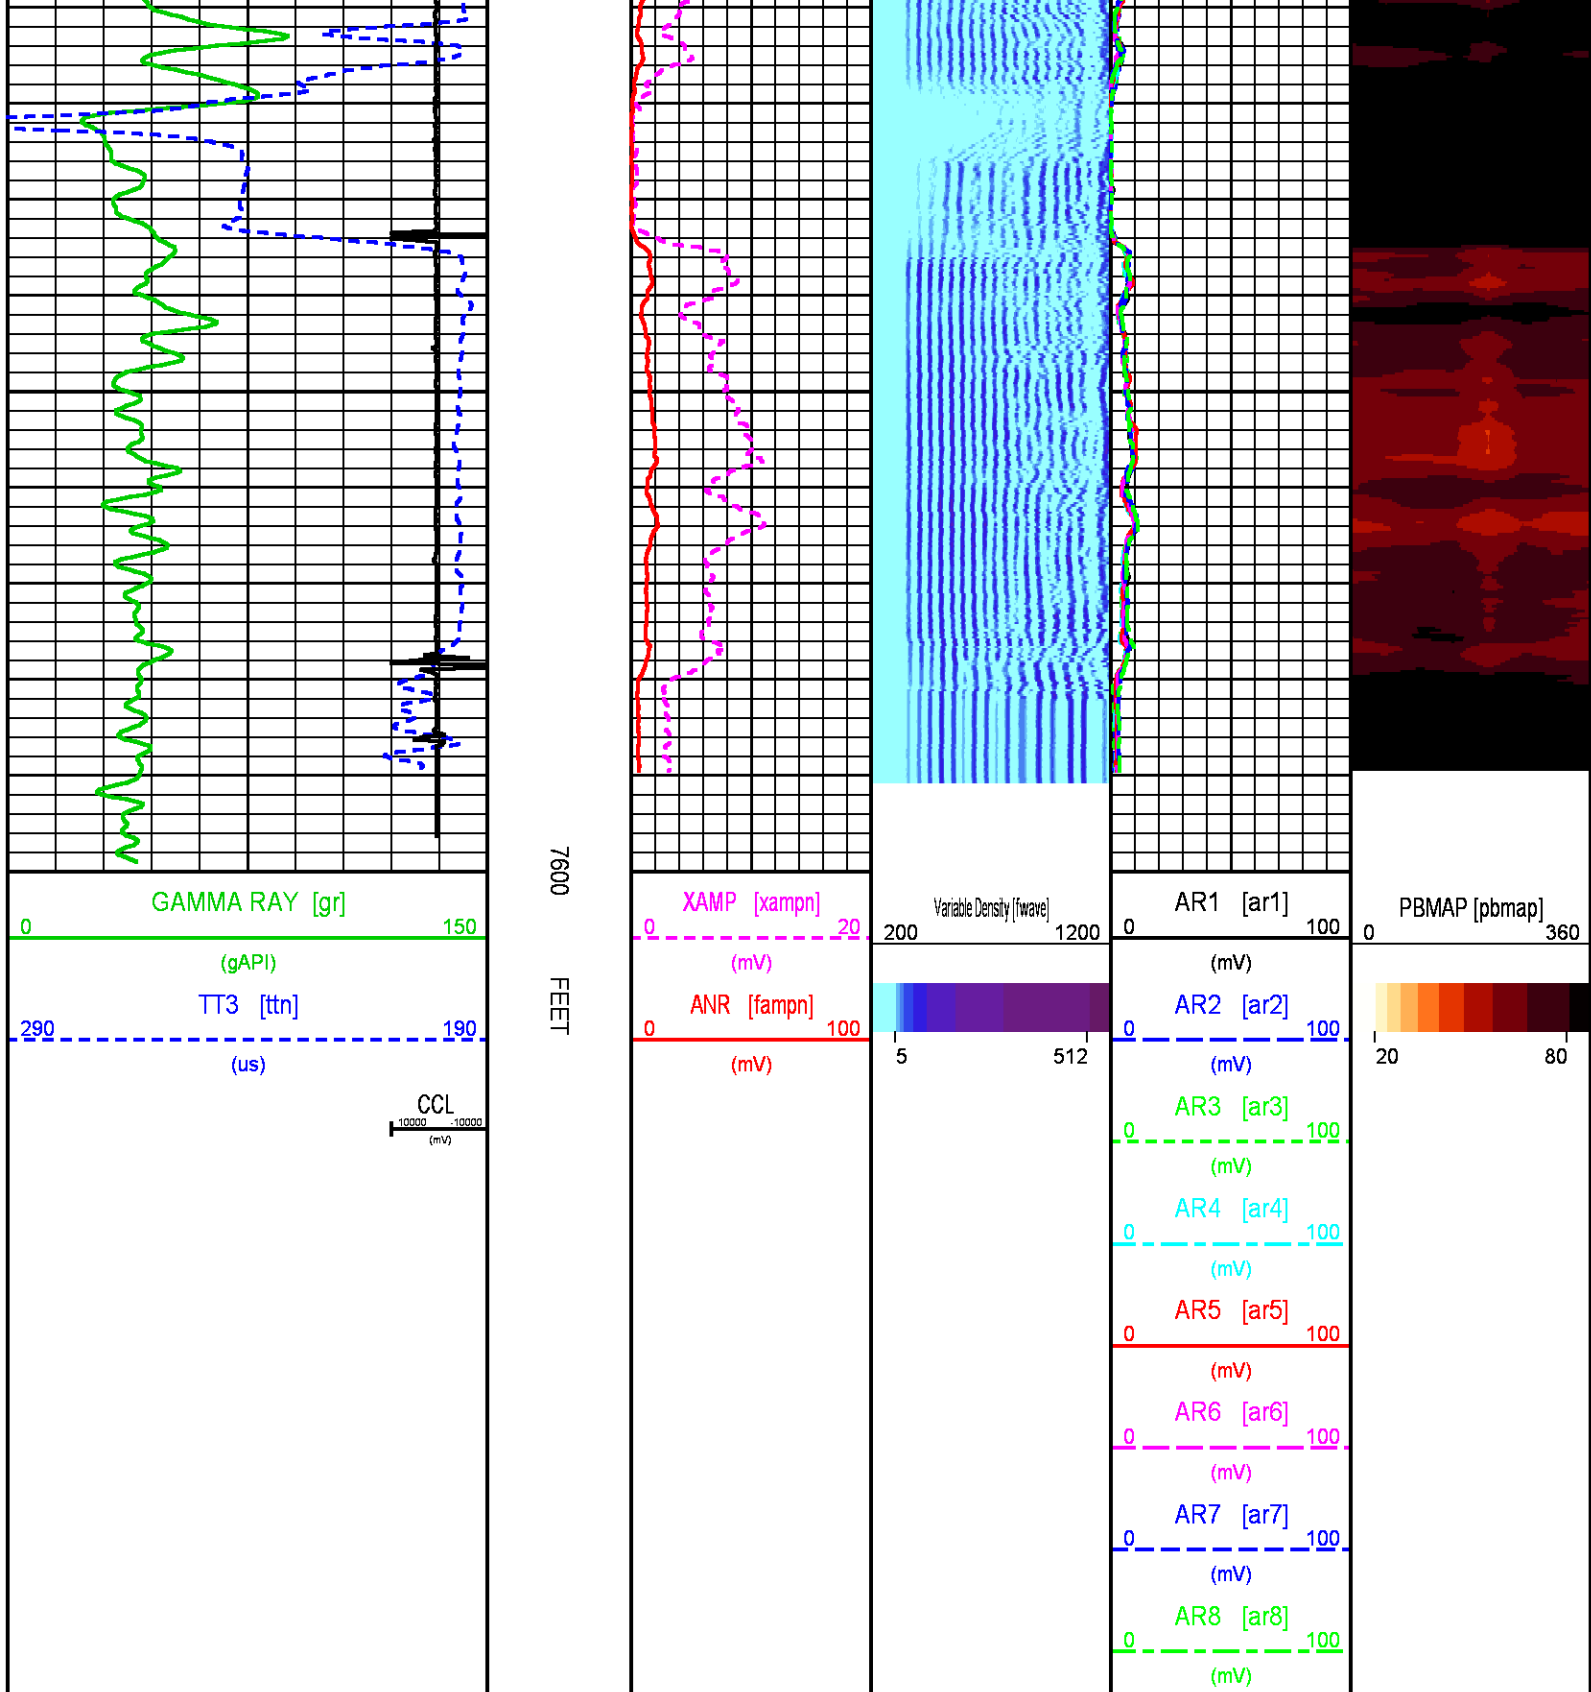 7600 FEET
GAMMA RAY [gr]
0 150
(gAPI)
TT3 [ttn]
290 190
(us)
CCL
10000 -10000
(mV)
XAMP [xampn]
0 20
(mV)
ANR [fampn]
0 100
(mV)
Variable Density [fwave]
200 1200
5 512
AR1 [ar1]
0 100
(mV)
AR2 [ar2]
0 100
(mV)
AR3 [ar3]
0 100
(mV)
AR4 [ar4]
0 100
(mV)
AR5 [ar5]
0 100
(mV)
AR6 [ar6]
0 100
(mV)
AR7 [ar7]
0 100
(mV)
AR8 [ar8]
0 100
(mV)
PBMAP [pbmap]
0 360
20 80